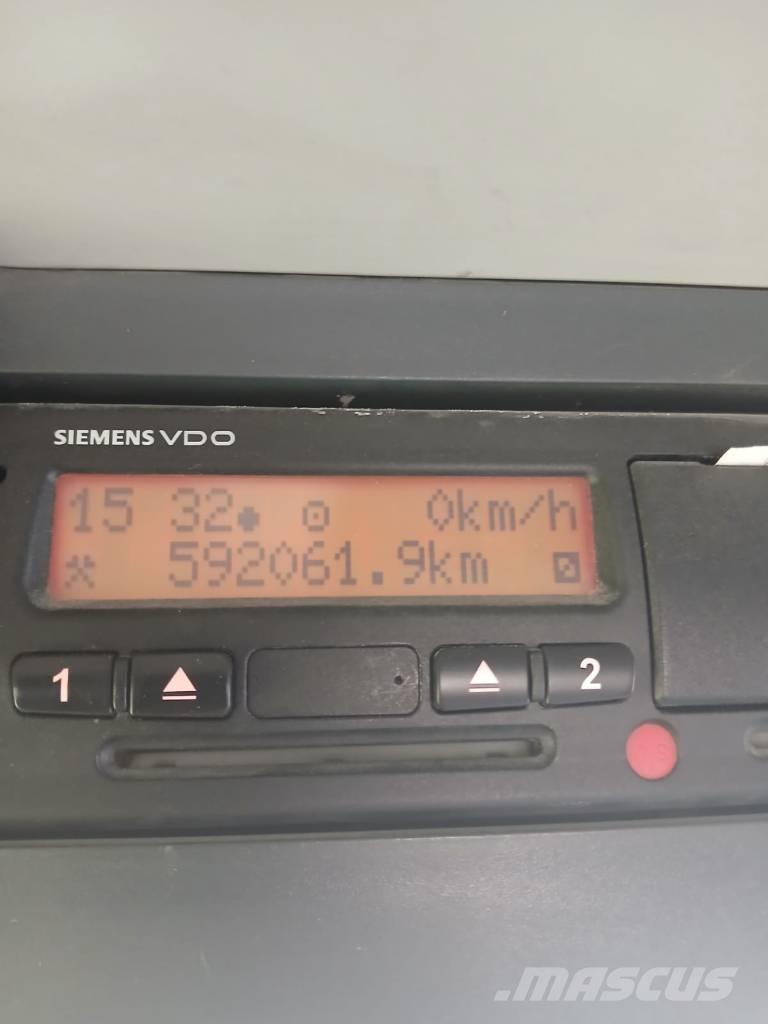 SIEMENS VDO
15 32 0km/h
592061.9km
1 2
MASCUS